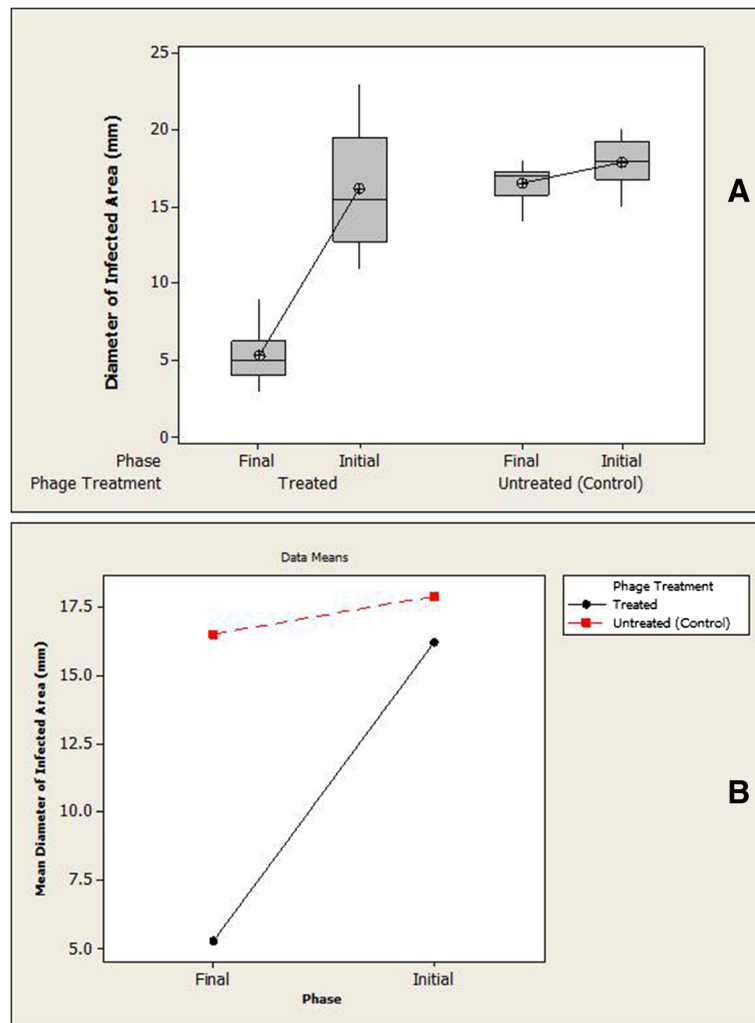 25
20
15
10
5
0
Diameter of Infected Area (mm)
A
Phase Final Initial Final Initial
Phage Treatment Treated Untreated (Control)
Data Means
17.5
15.0
12.5
10.0
7.5
5.0
Mean Diameter of Infected Area (mm)
Final Initial
Phase
Phage Treatment
Treated
Untreated (Control)
B